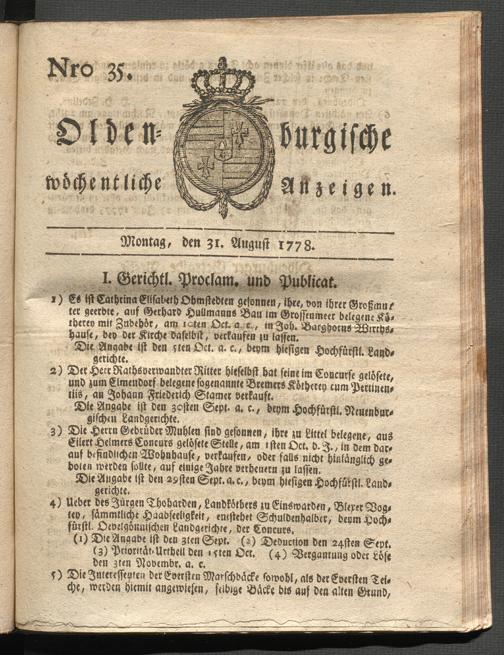 Nro 35.
Olden= burgische
wöchentliche Anzeigen.
Montag, den 31. August 1778.
I. Gerichtl. Proclam. und Publicat.
1) Es ist Cathrina Elisabeth Ohmstedten gesonnen, ihre, von ihrer Großmut-
ter geerbte, auf Gerhard Hullmanns Bau im Grossenmeer belegene Kö-
therey mit Zubehör, am 10ten Oct. a. c., in Joh. Barghorns Wirths-
hause, bey der Kirche daselbst, verkaufen zu lassen.
Die Angabe ist den 5ten Oct. a. c., beym hiesigen Hochfürstl. Land-
gerichte.
2) Der Herr Rathsverwandter Ritter hieselbst hat seine im Concurse gelösete,
und zum Elmendorf belegene sogenannte Bremers Kötherey cum Pertinen-
tiis, an Johann Friederich Stamer verkauft.
Die Angabe ist den 30sten Sept. a. c., beym Hochfürstl. Neuenbur-
gischen Landgerichte.
3) Die Herrn Gebrüder Muhlen sind gesonnen, ihre zu Littel belegene, aus
Eilert Helmers Concurs gelösete Stelle, am 1sten Oct. d. J., in dem dar-
auf befindlichen Wohnhause, verkaufen, oder falls nicht hinlänglich ge-
boten werden sollte, auf einige Jahre verheuern zu lassen.
Die Angabe ist den 29sten Sept. a. c., beym hiesigen Hochfürstl. Land-
gerichte.
4) Ueber des Jürgen Thobarden, Landköthers zu Einswarden, Blexer Vog-
tey, sämmtliche Haabseeligkeit, entstehet Schuldenhalber, beym Hoch-
fürstl. Oevelgönnischen Landgerichte, der Concurs.
(1) Die Angabe ist den 3ten Sept. (2) Deduction den 24sten Sept.
(3) Priorität-Urtheil den 15ten Oct. (4) Vergantung oder Löse
den 3ten Novembr. a. c.
5) Die Interessenten der Eversten Marschbäcke sowohl, als der Eversten Tei-
che, werden hiemit angewiesen, selbige Bäcke bis auf den alten Grund,